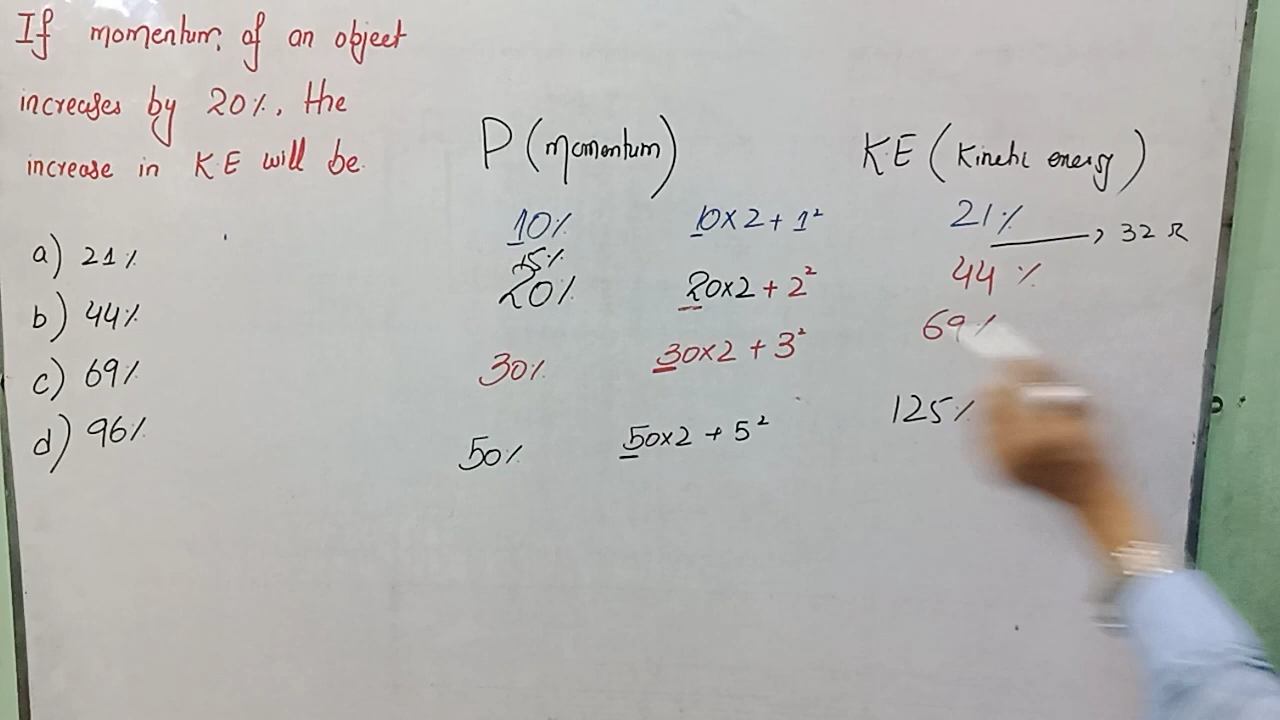 If momentum, of an object
increases by 20%, the
increase in KE will be.
a) 21%
b) 44%
c) 69%
d) 96%
P (momentum)
KE (Kinetic energy)
10% 10x2 + 1² 21%
15% 32
20% 20x2 + 2² 44 %
30% 30x2 + 3² 69%
50% 50x2 + 5² 125%